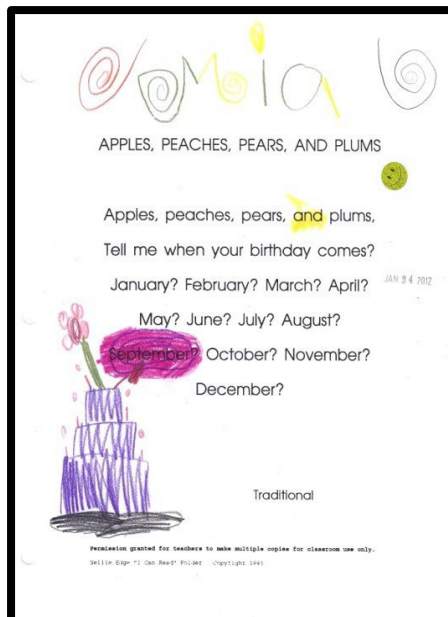 mia
APPLES, PEACHES, PEARS, AND PLUMS
Apples, peaches, pears, and plums,
Tell me when your birthday comes?
January? February? March? April?
JAN 24 2012
May? June? July? August?
September? October? November?
December?
Traditional
Permission granted for teachers to make multiple copies for classroom use only.
Nellie Edge "I Can Read" Folder Copyright 1991